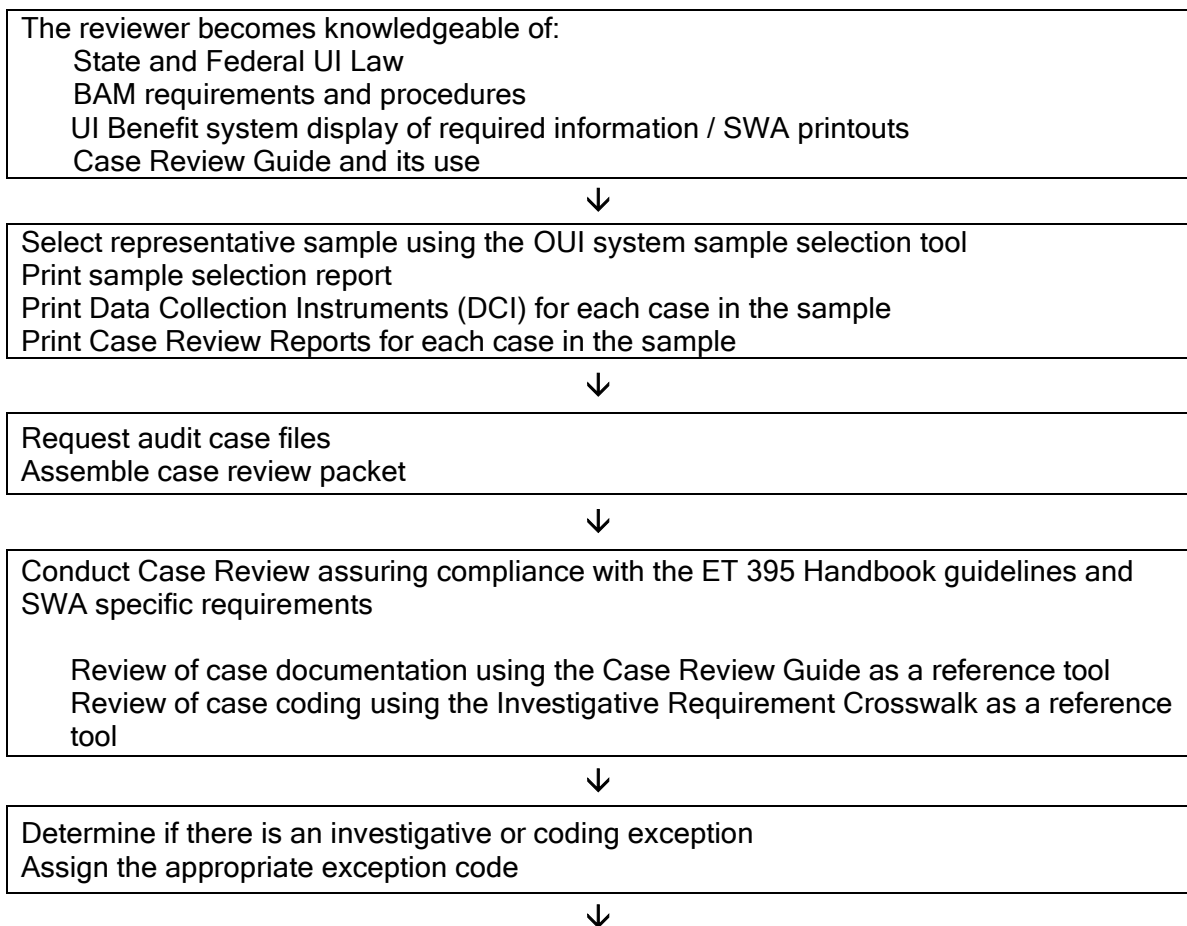 The reviewer becomes knowledgeable of:
State and Federal UI Law
BAM requirements and procedures
UI Benefit system display of required information / SWA printouts
Case Review Guide and its use
↓
Select representative sample using the OUI system sample selection tool
Print sample selection report
Print Data Collection Instruments (DCI) for each case in the sample
Print Case Review Reports for each case in the sample
↓
Request audit case files
Assemble case review packet
↓
Conduct Case Review assuring compliance with the ET 395 Handbook guidelines and
SWA specific requirements
Review of case documentation using the Case Review Guide as a reference tool
Review of case coding using the Investigative Requirement Crosswalk as a reference
tool
↓
Determine if there is an investigative or coding exception
Assign the appropriate exception code
↓